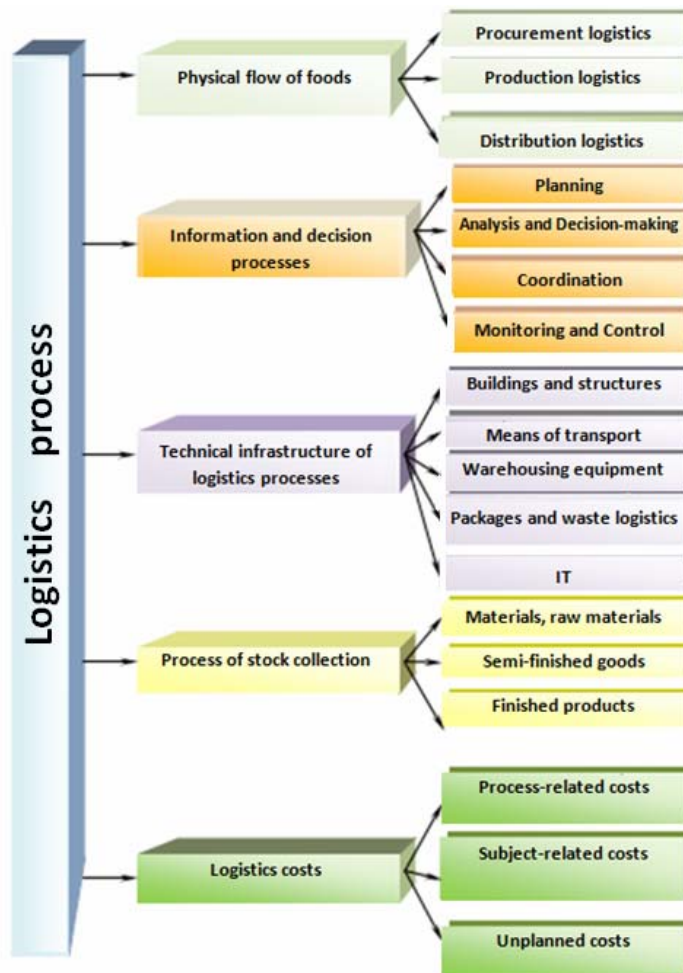 Logistics process
Physical flow of foods
Procurement logistics
Production logistics
Distribution logistics
Information and decision
processes
Planning
Analysis and Decision-making
Coordination
Monitoring and Control
Technical infrastructure of
logistics processes
Buildings and structures
Means of transport
Warehousing equipment
Packages and waste logistics
IT
Process of stock collection
Materials, raw materials
Semi-finished goods
Finished products
Logistics costs
Process-related costs
Subject-related costs
Unplanned costs